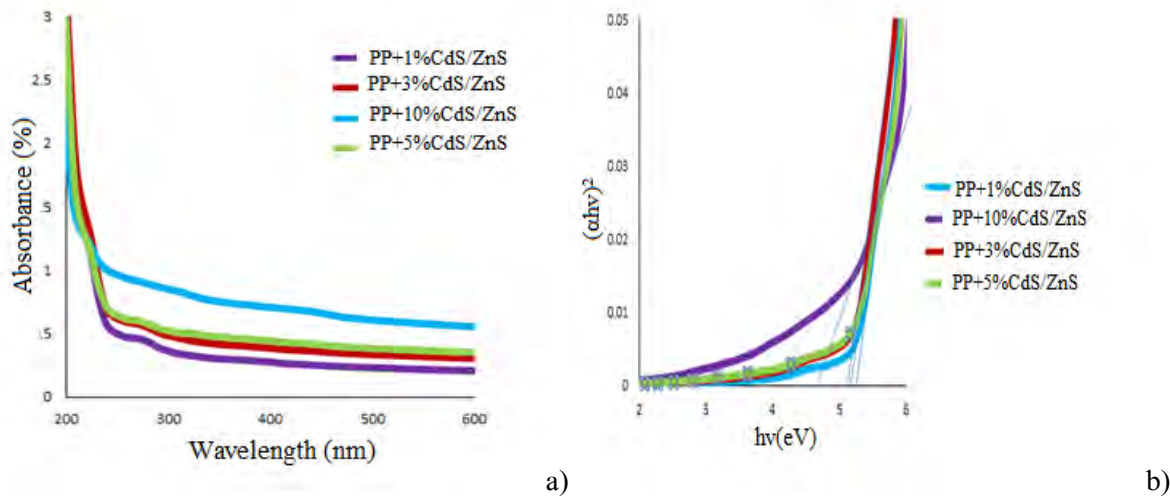 3
2.5
2
.5
1
.5
0
Absorbance (%)
200
300
400
500
600
Wavelength (nm)
PP+1%CdS/ZnS
PP+3%CdS/ZnS
PP+10%CdS/ZnS
PP+5%CdS/ZnS
a)
0.05
0.04
0.03
0.02
0.01
0
(αhv)²
2
3
4
5
6
hv(eV)
PP+1%CdS/ZnS
PP+10%CdS/ZnS
PP+3%CdS/ZnS
PP+5%CdS/ZnS
b)